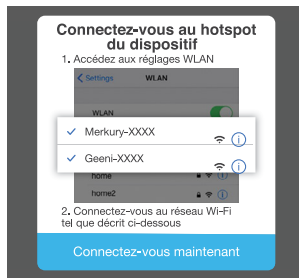 Connectez-vous au hotspot
du dispositif
1. Accédez aux réglages WLAN
Settings WLAN
WLAN
Merkury-XXXX
Geeni-XXXX
home
home2
2. Connectez-vous au réseau Wi-Fi
tel que décrit ci-dessous
Connectez-vous maintenant